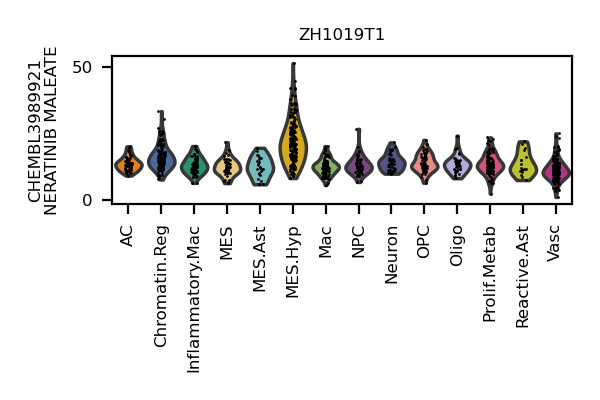 ZH1019T1
CHEMBL3989921
NERATINIB MALEATE
50
0
AC
Chromatin.Reg
Inflammatory.Mac
MES
MES.Ast
MES.Hyp
Mac
NPC
Neuron
OPC
Oligo
Prolif.Metab
Reactive.Ast
Vasc